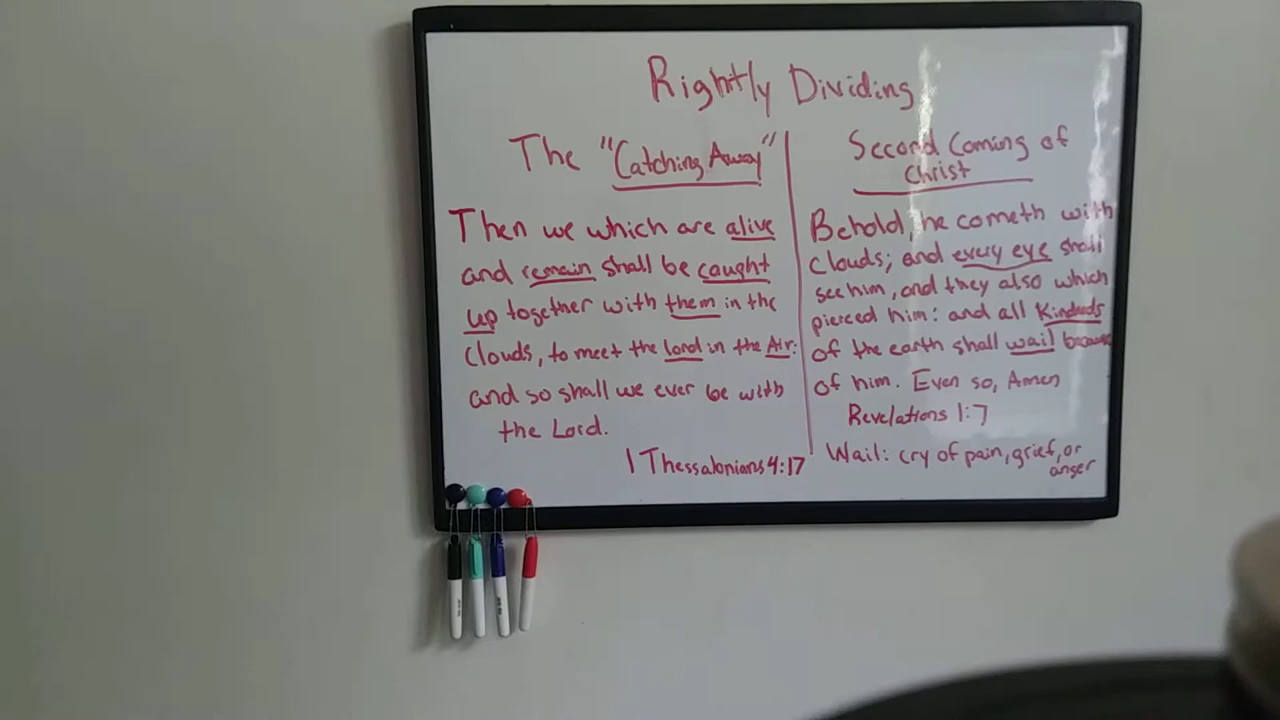 Rightly Dividing
The "Catching Away"
Then we which are alive
and remain shall be caught
up together with them in the
clouds, to meet the lord in the Air:
and so shall we ever be with
the Lord.
1 Thessalonians 4:17
Second Coming of
Christ
Behold, he cometh with
clouds; and every eye shall
see him, and they also which
pierced him: and all Kindreds
of the earth shall wail because
of him. Even so, Amen
Revelations 1:7
Wail: cry of pain, grief, or
anger